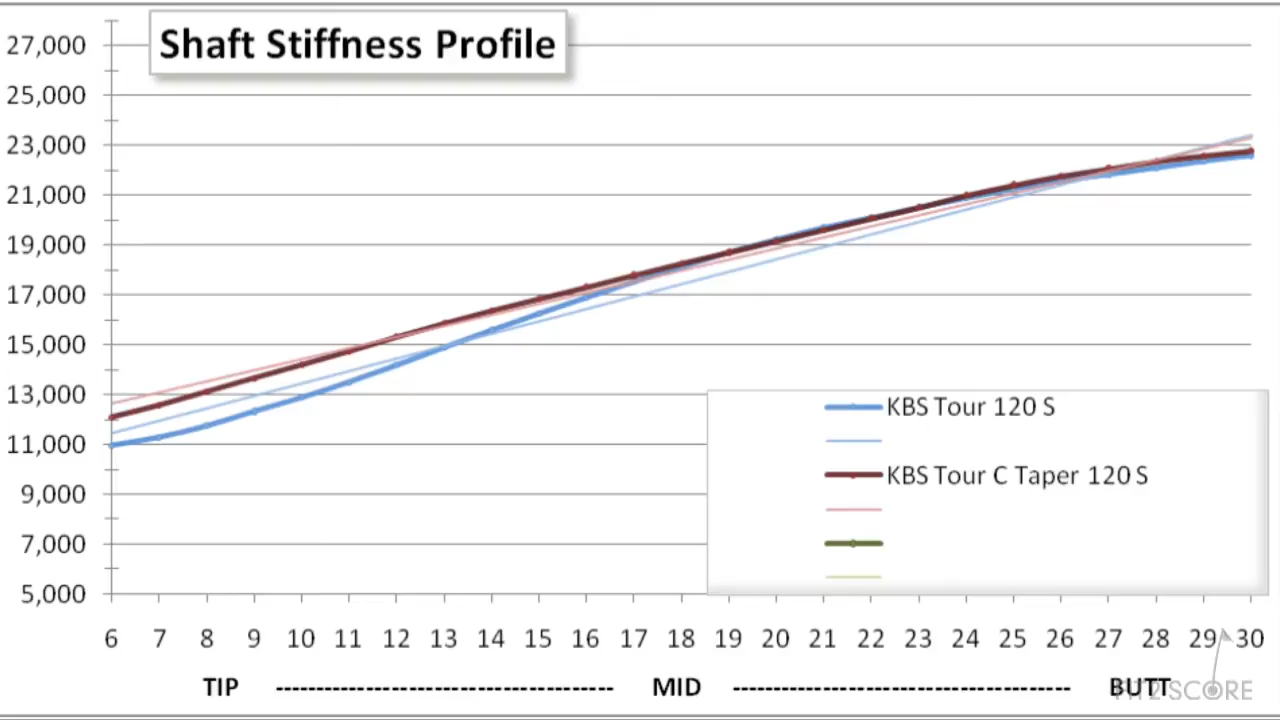 Shaft Stiffness Profile
27,000
25,000
23,000
21,000
19,000
17,000
15,000
13,000
11,000
9,000
7,000
5,000
KBS Tour 120 S
KBS Tour C Taper 120 S
6 7 8 9 10 11 12 13 14 15 16 17 18 19 20 21 22 23 24 25 26 27 28 29 30
TIP ----------------------------------- MID ----------------------------------- BUTT
FIT2 SCORE